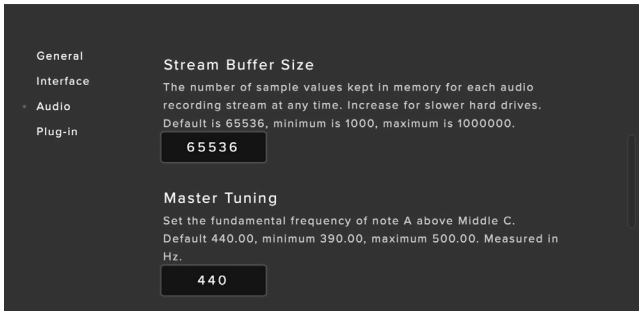 General
Interface
Audio
Plug-in
Stream Buffer Size
The number of sample values kept in memory for each audio
recording stream at any time. Increase for slower hard drives.
Default is 65536, minimum is 1000, maximum is 1000000.
65536
Master Tuning
Set the fundamental frequency of note A above Middle C.
Default 440.00, minimum 390.00, maximum 500.00. Measured in
Hz.
440